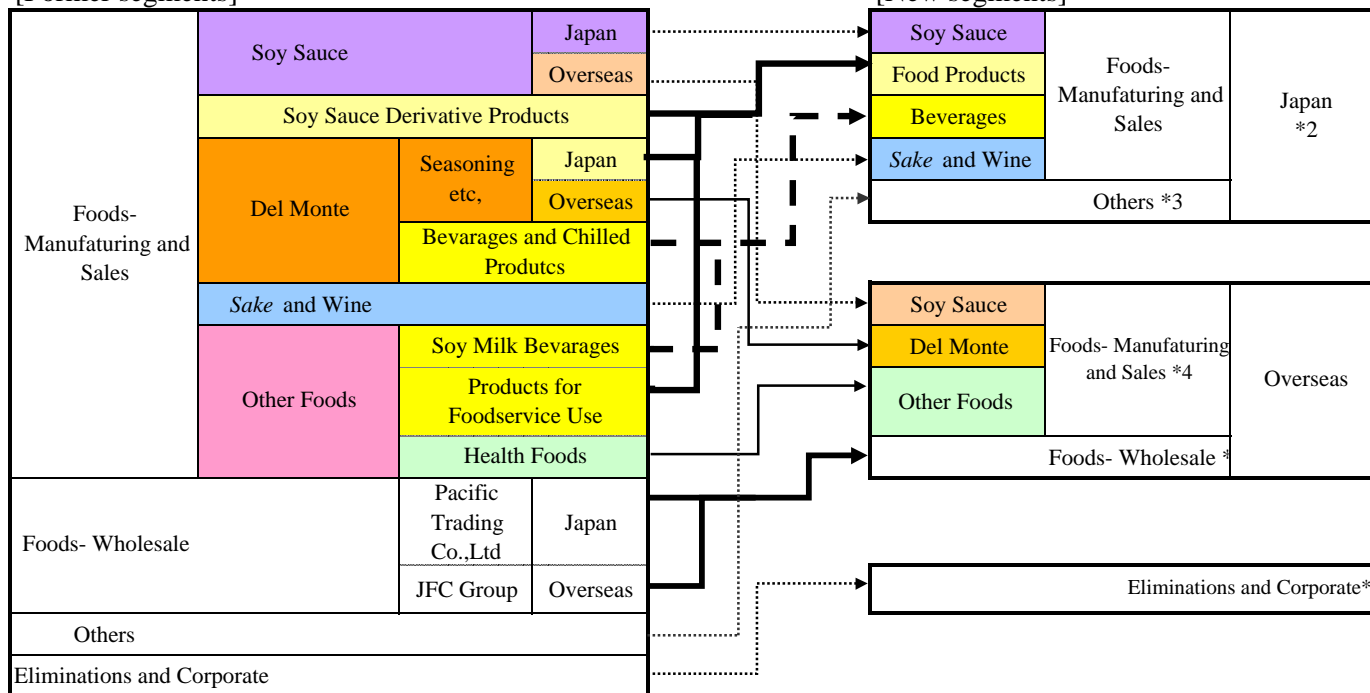 [Former segments]
Foods-
Manufaturing and
Sales
Soy Sauce
Japan
Overseas
Soy Sauce Derivative Products
Del Monte
Seasoning
etc,
Japan
Overseas
Bevarages and Chilled
Produtcs
Sake and Wine
Other Foods
Soy Milk Bevarages
Products for
Foodservice Use
Health Foods
Foods- Wholesale
Pacific
Trading
Co.,Ltd
Japan
JFC Group
Overseas
Others
Eliminations and Corporate
[New segments]
Soy Sauce
Food Products
Beverages
Sake and Wine
Foods-
Manufaturing and
Sales
Others *3
Japan
*2
Soy Sauce
Del Monte
Other Foods
Foods- Manufaturing
and Sales *4
Foods- Wholesale *
Overseas
Eliminations and Corporate*